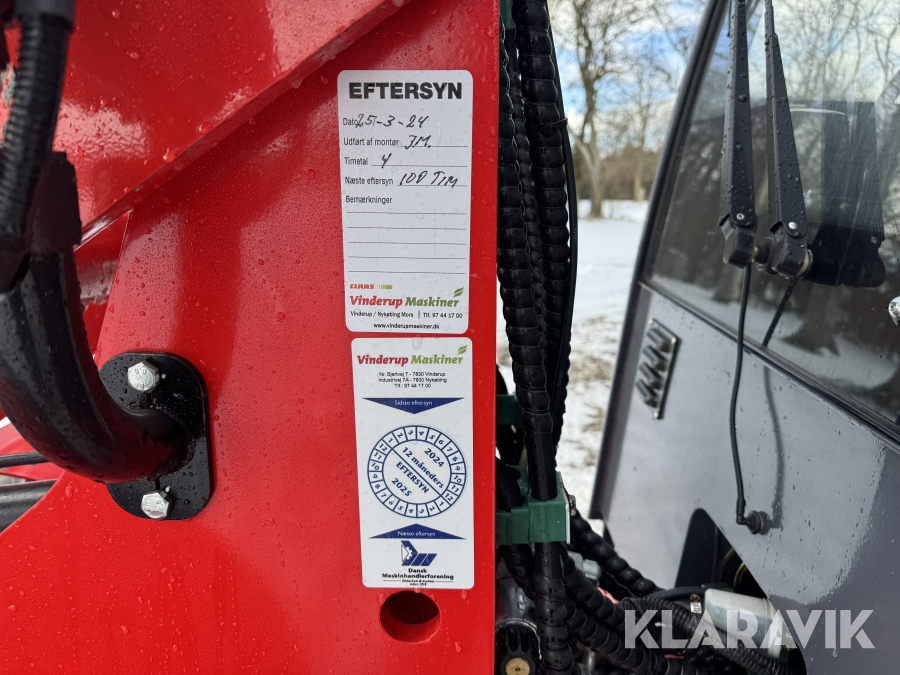 EFTERSYN
Dato 25-3-24
Udført af montør JM.
Timetal 4
Næste eftersyn 100 TIM
Bemærkninger
CLAAS
Vinderup Maskiner
Vinderup / Nykøbing Mors | Tlf. 97 44 17 00
www.vinderupmaskiner.dk
Vinderup Maskiner
Nr. Bjertvej 7 - 7830 Vinderup
Industrivej 7A - 7900 Nykøbing
Tlf.: 97 44 17 00
Sidste eftersyn
2024
12 måneders
EFTERSYN
2025
Næste eftersyn
Dansk
Maskinhandlerforening
KLARAVIK